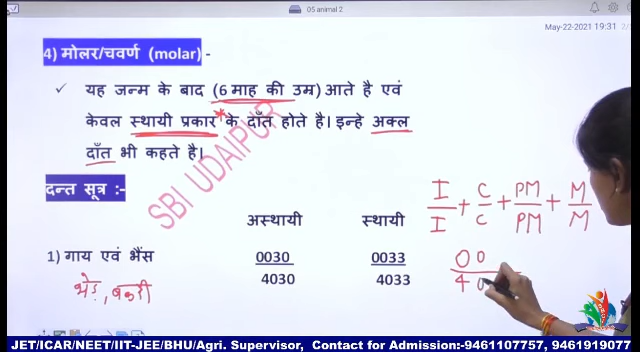 05 animal 2
May-22-2021 19:31 2/
4) मोलर/चवर्ण (molar) -
✓ यह जन्म के बाद (6 माह की उम्र) आते है एवं
केवल स्थायी प्रकार* के दाँत होते है। इन्हे अक्ल
दाँत भी कहते है।
SBI UDAIPUR
दन्त सूत्र :-
I/I + C/C + PM/PM + M/M
अस्थायी स्थायी
1) गाय एवं भैंस 0030/4030 0033/4033 00/40
भेड़, बकरी
JET/ICAR/NEET/IIT-JEE/BHU/Agri. Supervisor, Contact for Admission:-9461107757, 9461919077